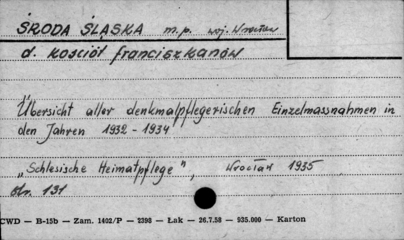 ŚRODA ŚLĄSKA m.p. woj. Wrocław
d. kościół franciszkanów
Übersicht aller denkmalpflegerischen Einzelmassnahmen in
den Jahren 1932 - 1934
„Schlesische Heimatpflege", Wrocław 1935
str. 131
CWD — B-15b — Zam. 1402/P — 2398 — Łak — 26.7.58 — 935.000 — Karton